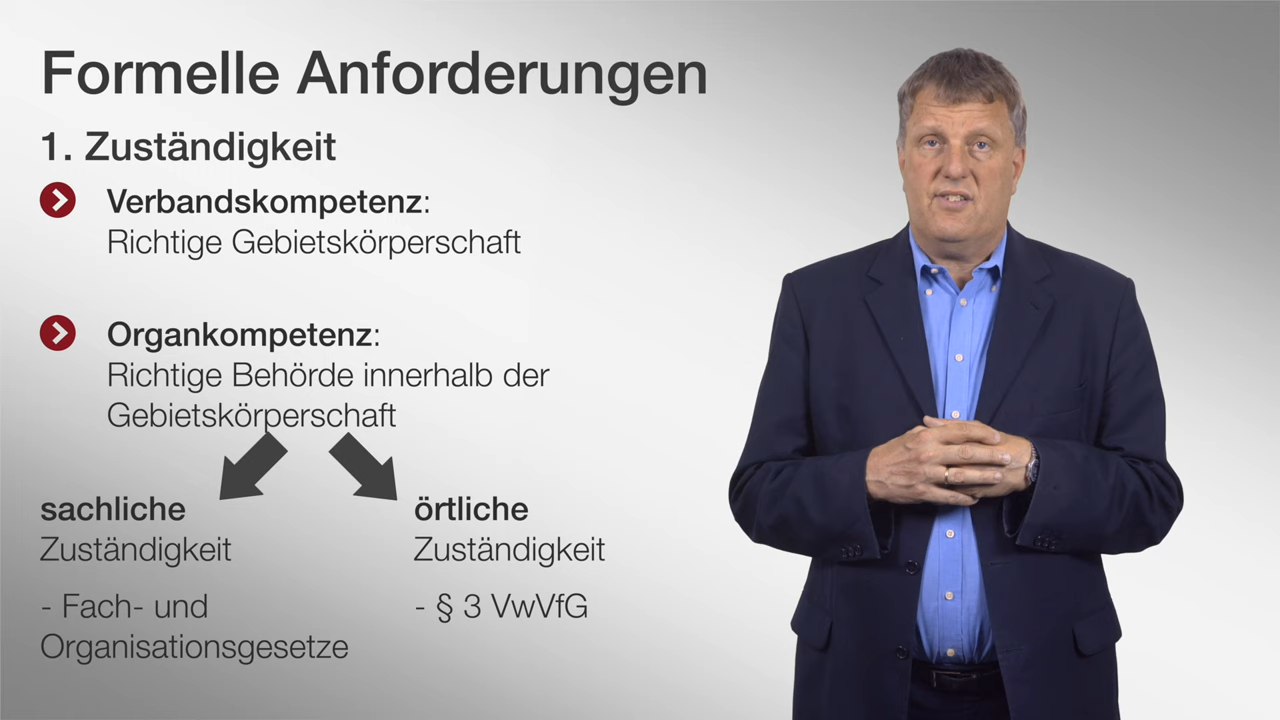 Formelle Anforderungen
1. Zuständigkeit
Verbandskompetenz:
Richtige Gebietskörperschaft
Organkompetenz:
Richtige Behörde innerhalb der
Gebietskörperschaft
sachliche
Zuständigkeit
- Fach- und
Organisationsgesetze
örtliche
Zuständigkeit
- § 3 VwVfG